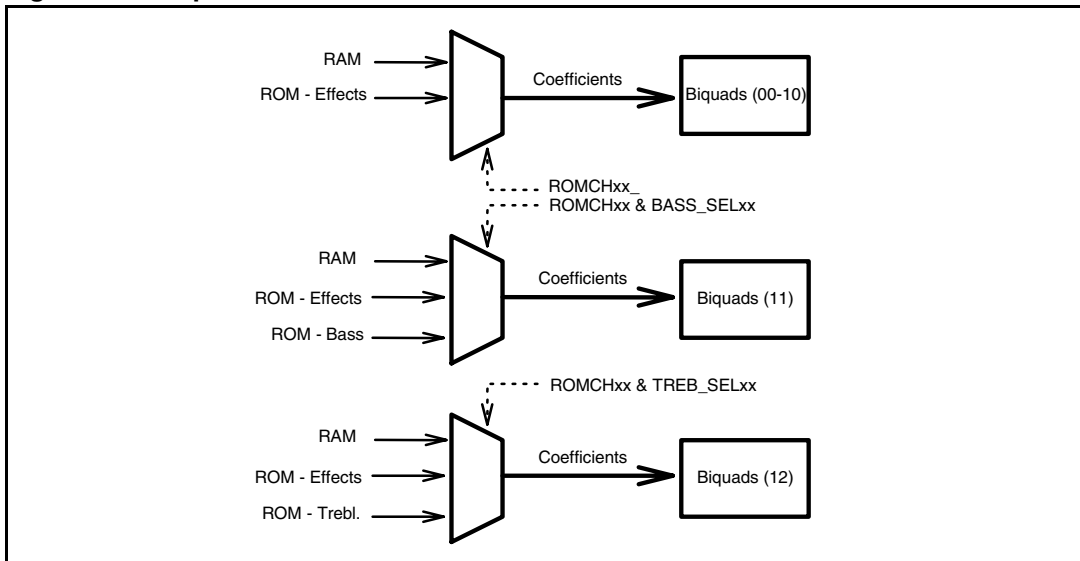 RAM
ROM - Effects
Coefficients
Biquads (00-10)
ROMCHxx_
ROMCHxx & BASS_SELxx
RAM
ROM - Effects
ROM - Bass
Coefficients
Biquads (11)
ROMCHxx & TREB_SELxx
RAM
ROM - Effects
ROM - Trebl.
Coefficients
Biquads (12)